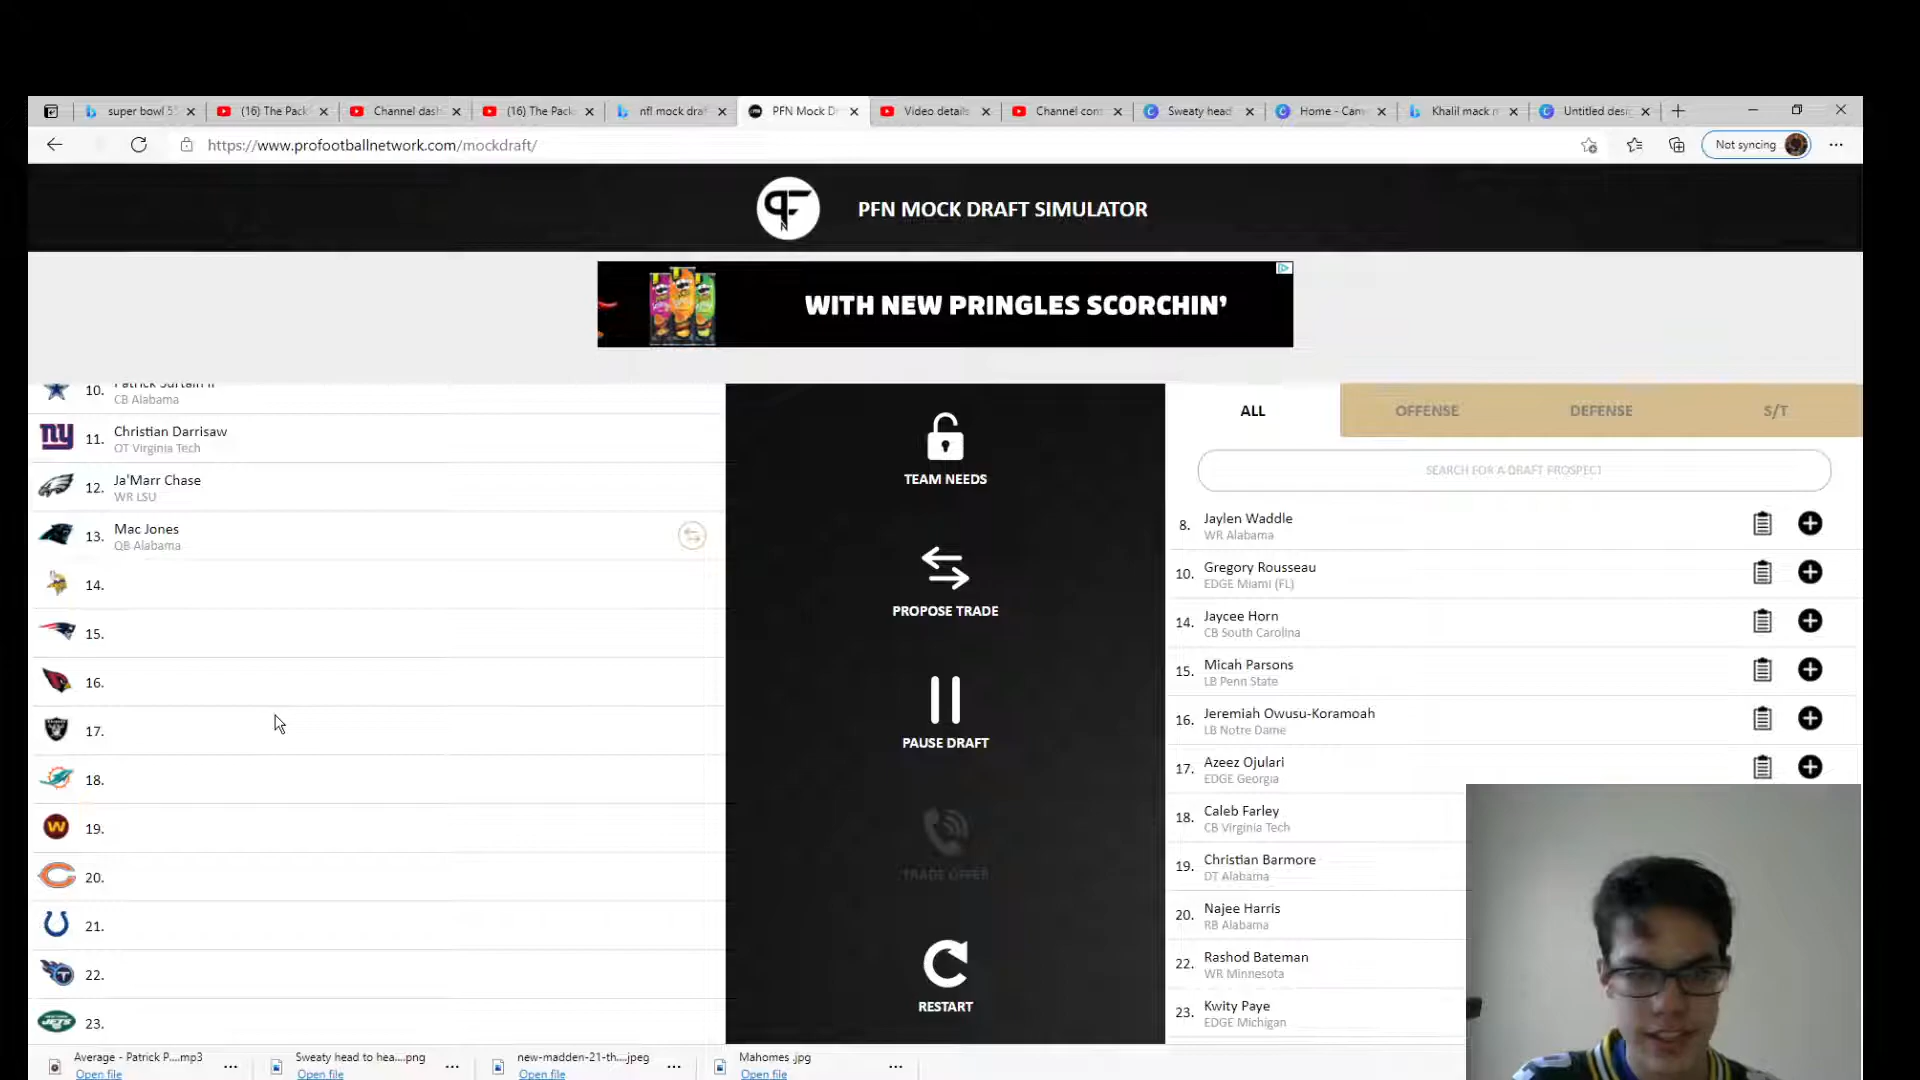 super bowl 5
(16) The Pack
Channel dash
(16) The Pack
nfl mock draf
PFN Mock Dr
Video details
Channel con
Sweaty head
Home - Can
Khalil mack n
Untitled desi
https://www.profootballnetwork.com/mockdraft/
Not syncing
PFN
PFN MOCK DRAFT SIMULATOR
WITH NEW PRINGLES SCORCHIN'
10. Patrick Surtain II
CB Alabama
11. Christian Darrisaw
OT Virginia Tech
12. Ja'Marr Chase
WR LSU
13. Mac Jones
QB Alabama
14.
15.
16.
17.
18.
19.
20.
21.
22.
23.
TEAM NEEDS
PROPOSE TRADE
PAUSE DRAFT
TRADE OFFER
RESTART
ALL OFFENSE DEFENSE S/T
SEARCH FOR A DRAFT PROSPECT
8. Jaylen Waddle
WR Alabama
10. Gregory Rousseau
EDGE Miami (FL)
14. Jaycee Horn
CB South Carolina
15. Micah Parsons
LB Penn State
16. Jeremiah Owusu-Koramoah
LB Notre Dame
17. Azeez Ojulari
EDGE Georgia
18. Caleb Farley
CB Virginia Tech
19. Christian Barmore
DT Alabama
20. Najee Harris
RB Alabama
22. Rashod Bateman
WR Minnesota
23. Kwity Paye
EDGE Michigan
Average - Patrick P....mp3
Open file
Sweaty head to hea....png
Open file
new-madden-21-th....jpeg
Open file
Mahomes .jpg
Open file